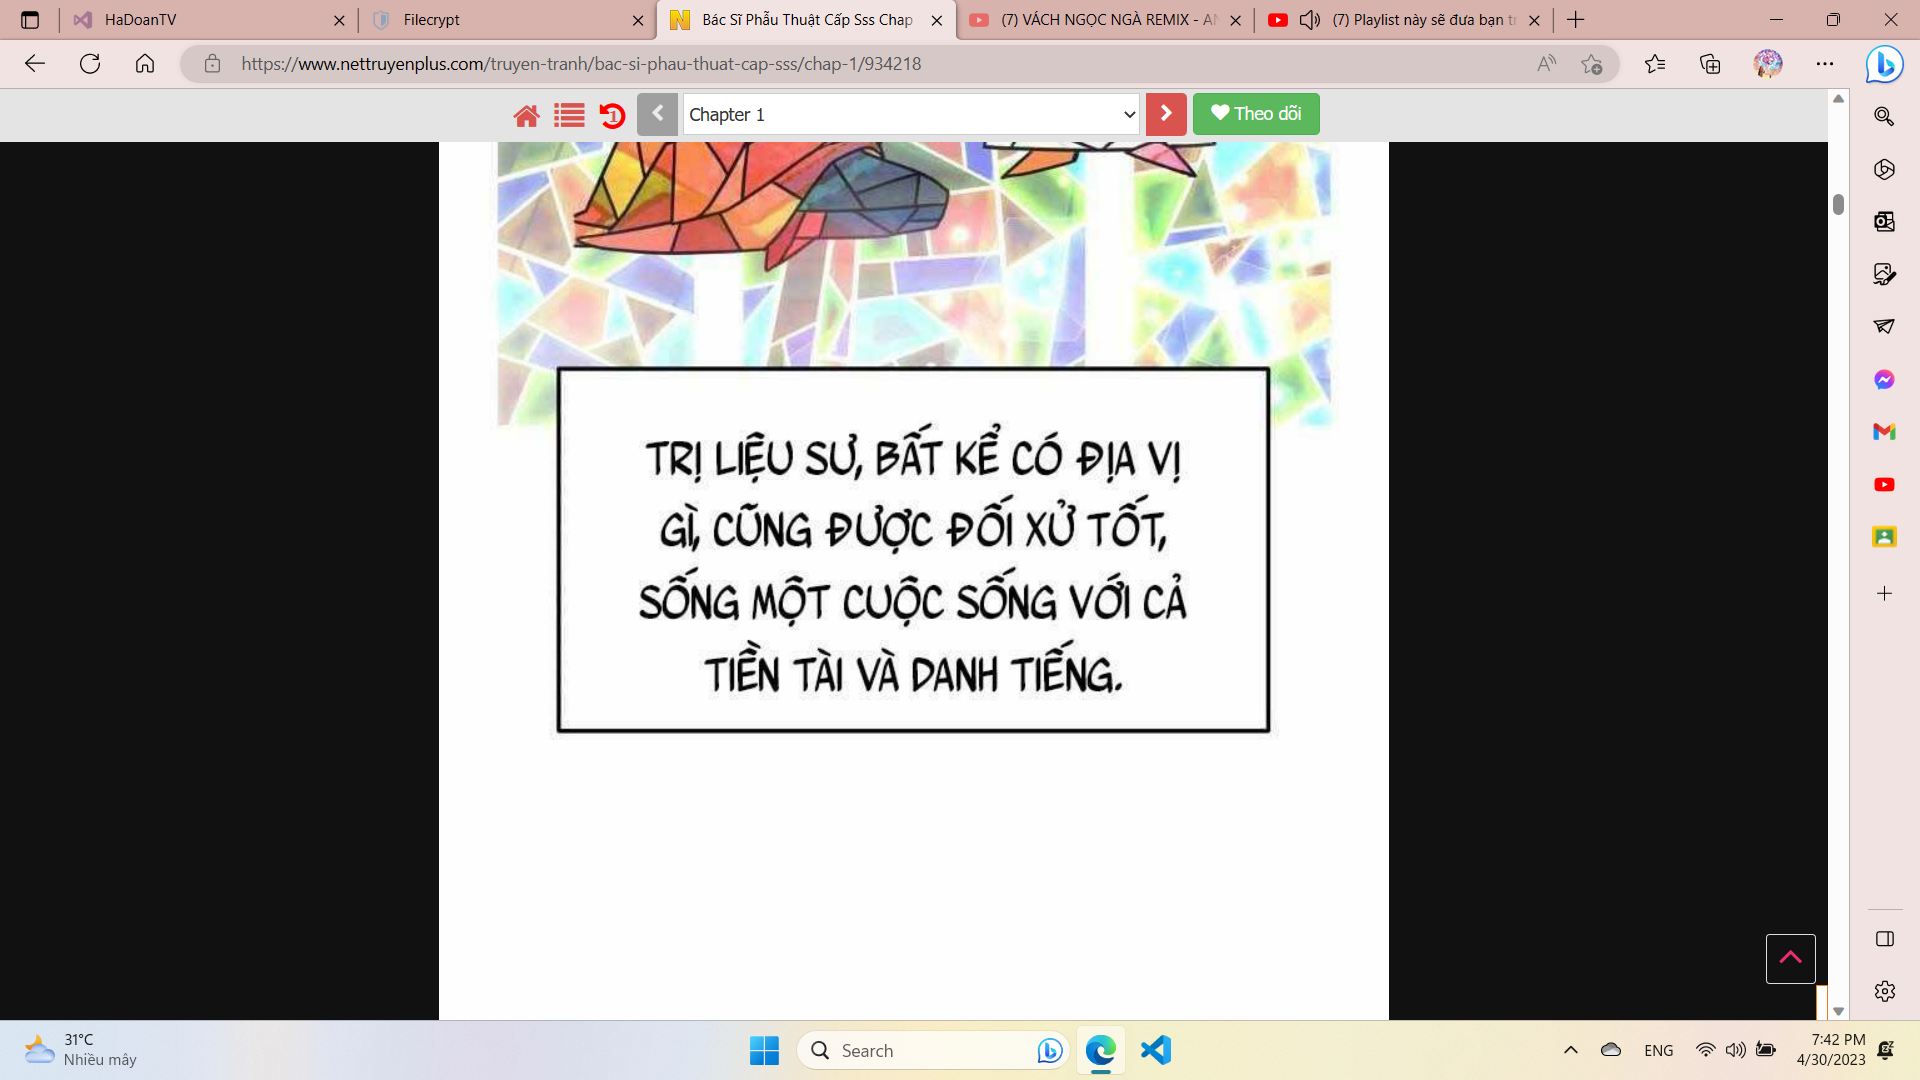 HaDoanTV
Filecrypt
Bác Sĩ Phẫu Thuật Cấp Sss Chap
(7) VÁCH NGỌC NGÀ REMIX - AN
(7) Playlist này sẽ đưa bạn tr
https://www.nettruyenplus.com/truyen-tranh/bac-si-phau-thuat-cap-sss/chap-1/934218
1
Chapter 1
Theo dõi
TRỊ LIỆU SƯ, BẤT KỂ CÓ ĐỊA VỊ
GÌ, CŨNG ĐƯỢC ĐỐI XỬ TỐT,
SỐNG MỘT CUỘC SỐNG VỚI CẢ
TIỀN TÀI VÀ DANH TIẾNG.
31°C
Nhiều mây
Search
ENG
7:42 PM
4/30/2023